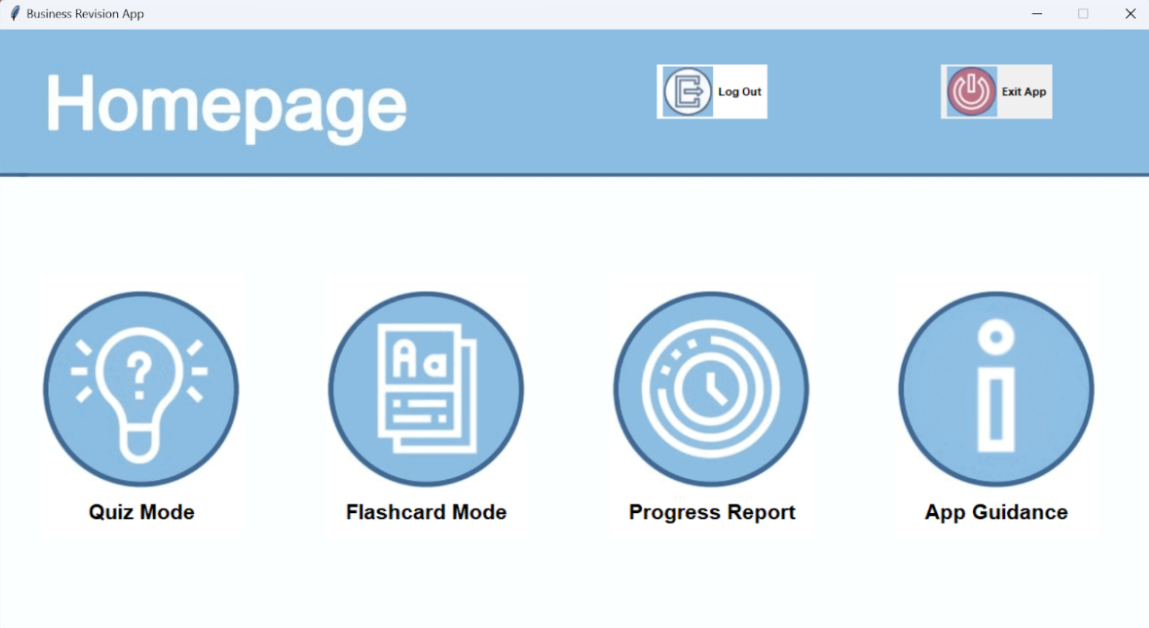 Business Revision App
Homepage
Log Out
Exit App
?
Aa
Quiz Mode
Flashcard Mode
Progress Report
App Guidance